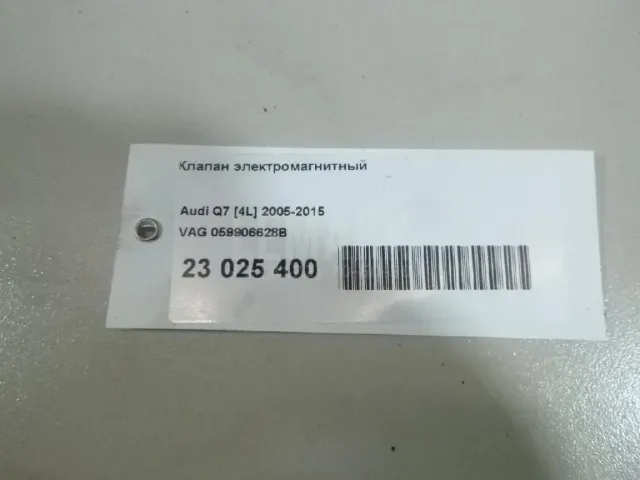 Клапан электромагнитный
Audi Q7 [4L] 2005-2015
VAG 059906628B
23 025 400